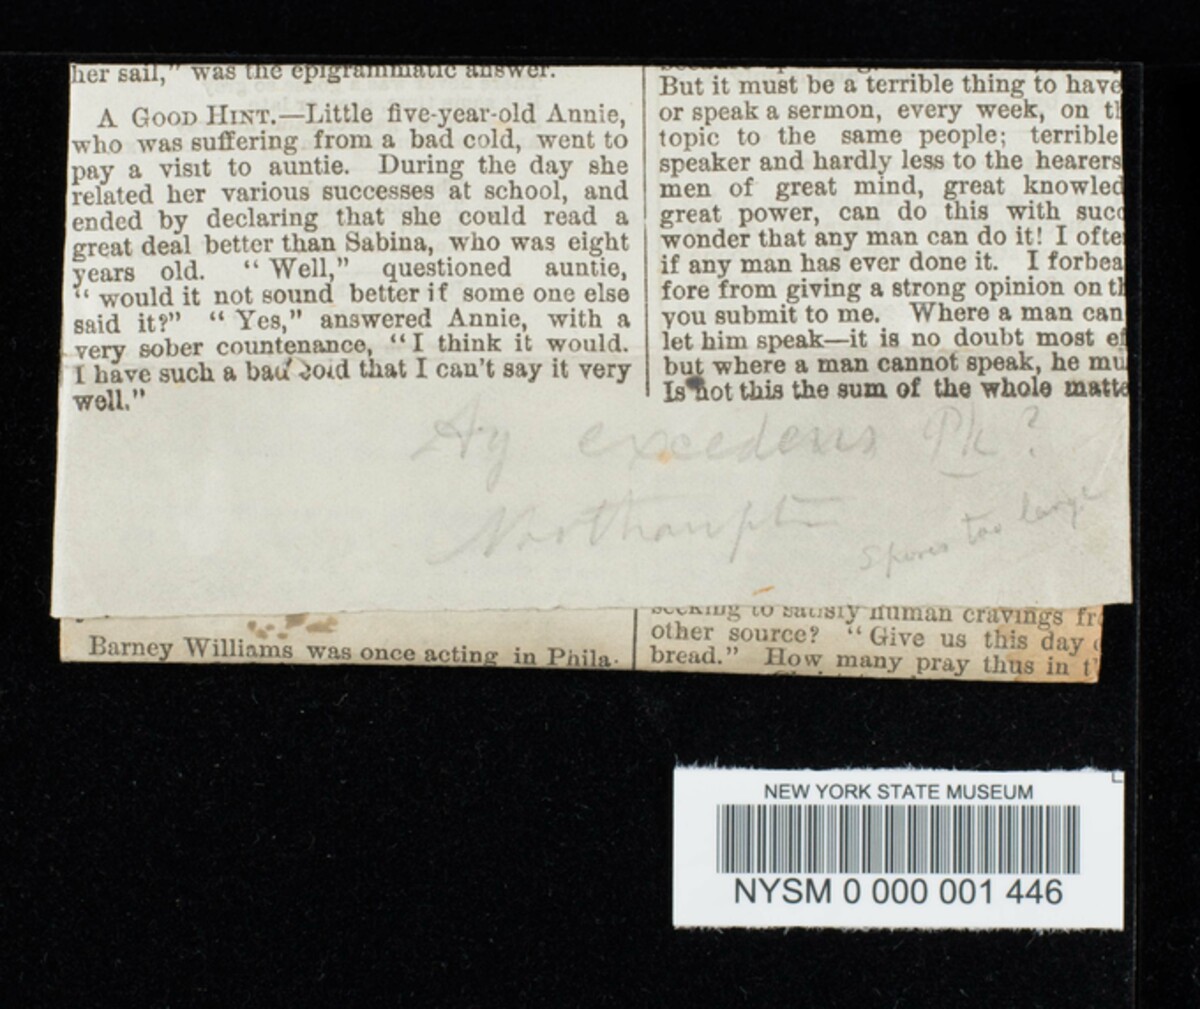 her sail," was the epigrammatic answer.
A GOOD HINT.—Little five-year-old Annie,
who was suffering from a bad cold, went to
pay a visit to auntie. During the day she
related her various successes at school, and
ended by declaring that she could read a
great deal better than Sabina, who was eight
years old. "Well," questioned auntie,
"would it not sound better if some one else
said it?" "Yes," answered Annie, with a
very sober countenance, "I think it would.
I have such a bad cold that I can't say it very
well."
But it must be a terrible thing to have
or speak a sermon, every week, on th
topic to the same people; terrible
speaker and hardly less to the hearers
men of great mind, great knowled
great power, can do this with succ
wonder that any man can do it! I ofte
if any man has ever done it. I forbea
fore from giving a strong opinion on th
you submit to me. Where a man can
let him speak—it is no doubt most ef
but where a man cannot speak, he mu
Is not this the sum of the whole matte
Ag excedens Pk?
Northampton
Spores too large
Barney Williams was once acting in Phila-
seeking to satisfy human cravings fro
other source? "Give us this day
bread." How many pray thus in t
NEW YORK STATE MUSEUM
NYSM 0 000 001 446